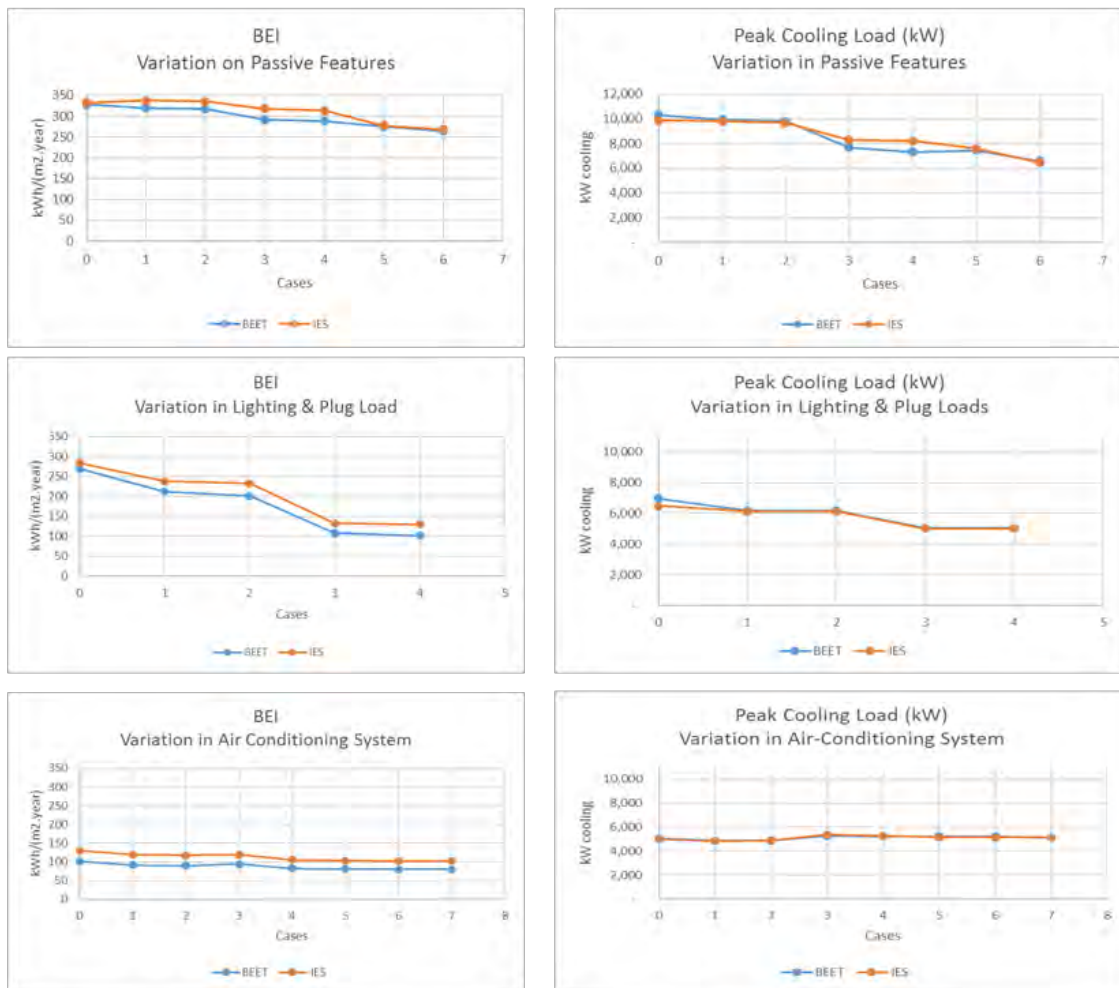 BEI
Variation on Passive Features
350
300
250
200
150
100
50
0
kWh/(m2.year)
0 1 2 3 4 5 6 7
Cases
BEET IES
Peak Cooling Load (kW)
Variation in Passive Features
12,000
10,000
8,000
6,000
4,000
2,000
-
kW cooling
0 1 2 3 4 5 6 7
Cases
BEET IES
BEI
Variation in Lighting & Plug Load
350
300
250
200
150
100
50
0
kWh/(m2.year)
0 1 2 3 4 5
Cases
BEET IES
Peak Cooling Load (kW)
Variation in Lighting & Plug Loads
10,000
8,000
6,000
4,000
2,000
-
kW cooling
0 1 2 3 4 5
Cases
BEET IES
BEI
Variation in Air Conditioning System
350
300
250
200
150
100
50
0
kWh/(m2.year)
0 1 2 3 4 5 6 7 8
Cases
BEET IES
Peak Cooling Load (kW)
Variation in Air-Conditioning System
10,000
8,000
6,000
4,000
2,000
-
kW cooling
0 1 2 3 4 5 6 7 8
Cases
BEET IES